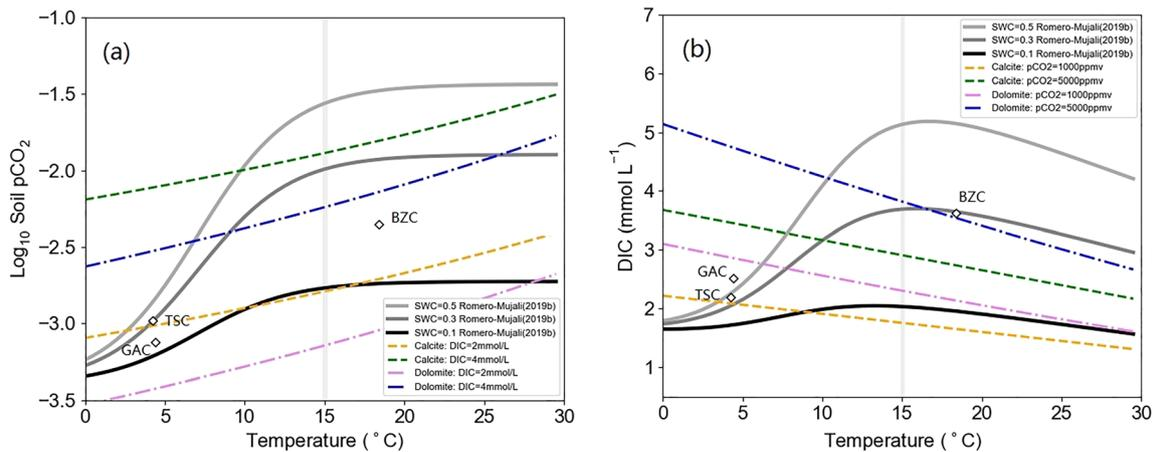 (a)
Log10 Soil pCO2
−1.0
−1.5
−2.0
−2.5
−3.0
−3.5
0 5 10 15 20 25 30
Temperature (°C)
BZC
TSC
GAC
SWC=0.5 Romero-Mujali(2019b)
SWC=0.3 Romero-Mujali(2019b)
SWC=0.1 Romero-Mujali(2019b)
Calcite: DIC=2mmol/L
Calcite: DIC=4mmol/L
Dolomite: DIC=2mmol/L
Dolomite: DIC=4mmol/L
(b)
DIC (mmol L−1)
7
6
5
4
3
2
1
0 5 10 15 20 25 30
Temperature (°C)
SWC=0.5 Romero-Mujali(2019b)
SWC=0.3 Romero-Mujali(2019b)
SWC=0.1 Romero-Mujali(2019b)
Calcite: pCO2=1000ppmv
Calcite: pCO2=5000ppmv
Dolomite: pCO2=1000ppmv
Dolomite: pCO2=5000ppmv
BZC
GAC
TSC